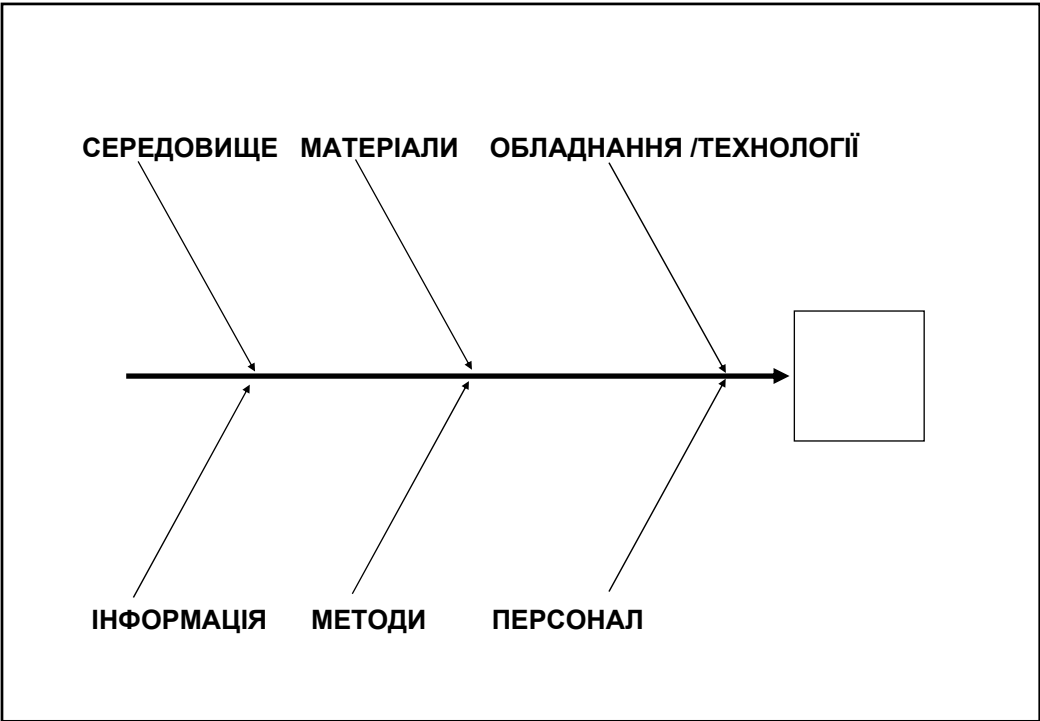 СЕРЕДОВИЩЕ МАТЕРІАЛИ ОБЛАДНАННЯ /ТЕХНОЛОГІЇ
ІНФОРМАЦІЯ МЕТОДИ ПЕРСОНАЛ